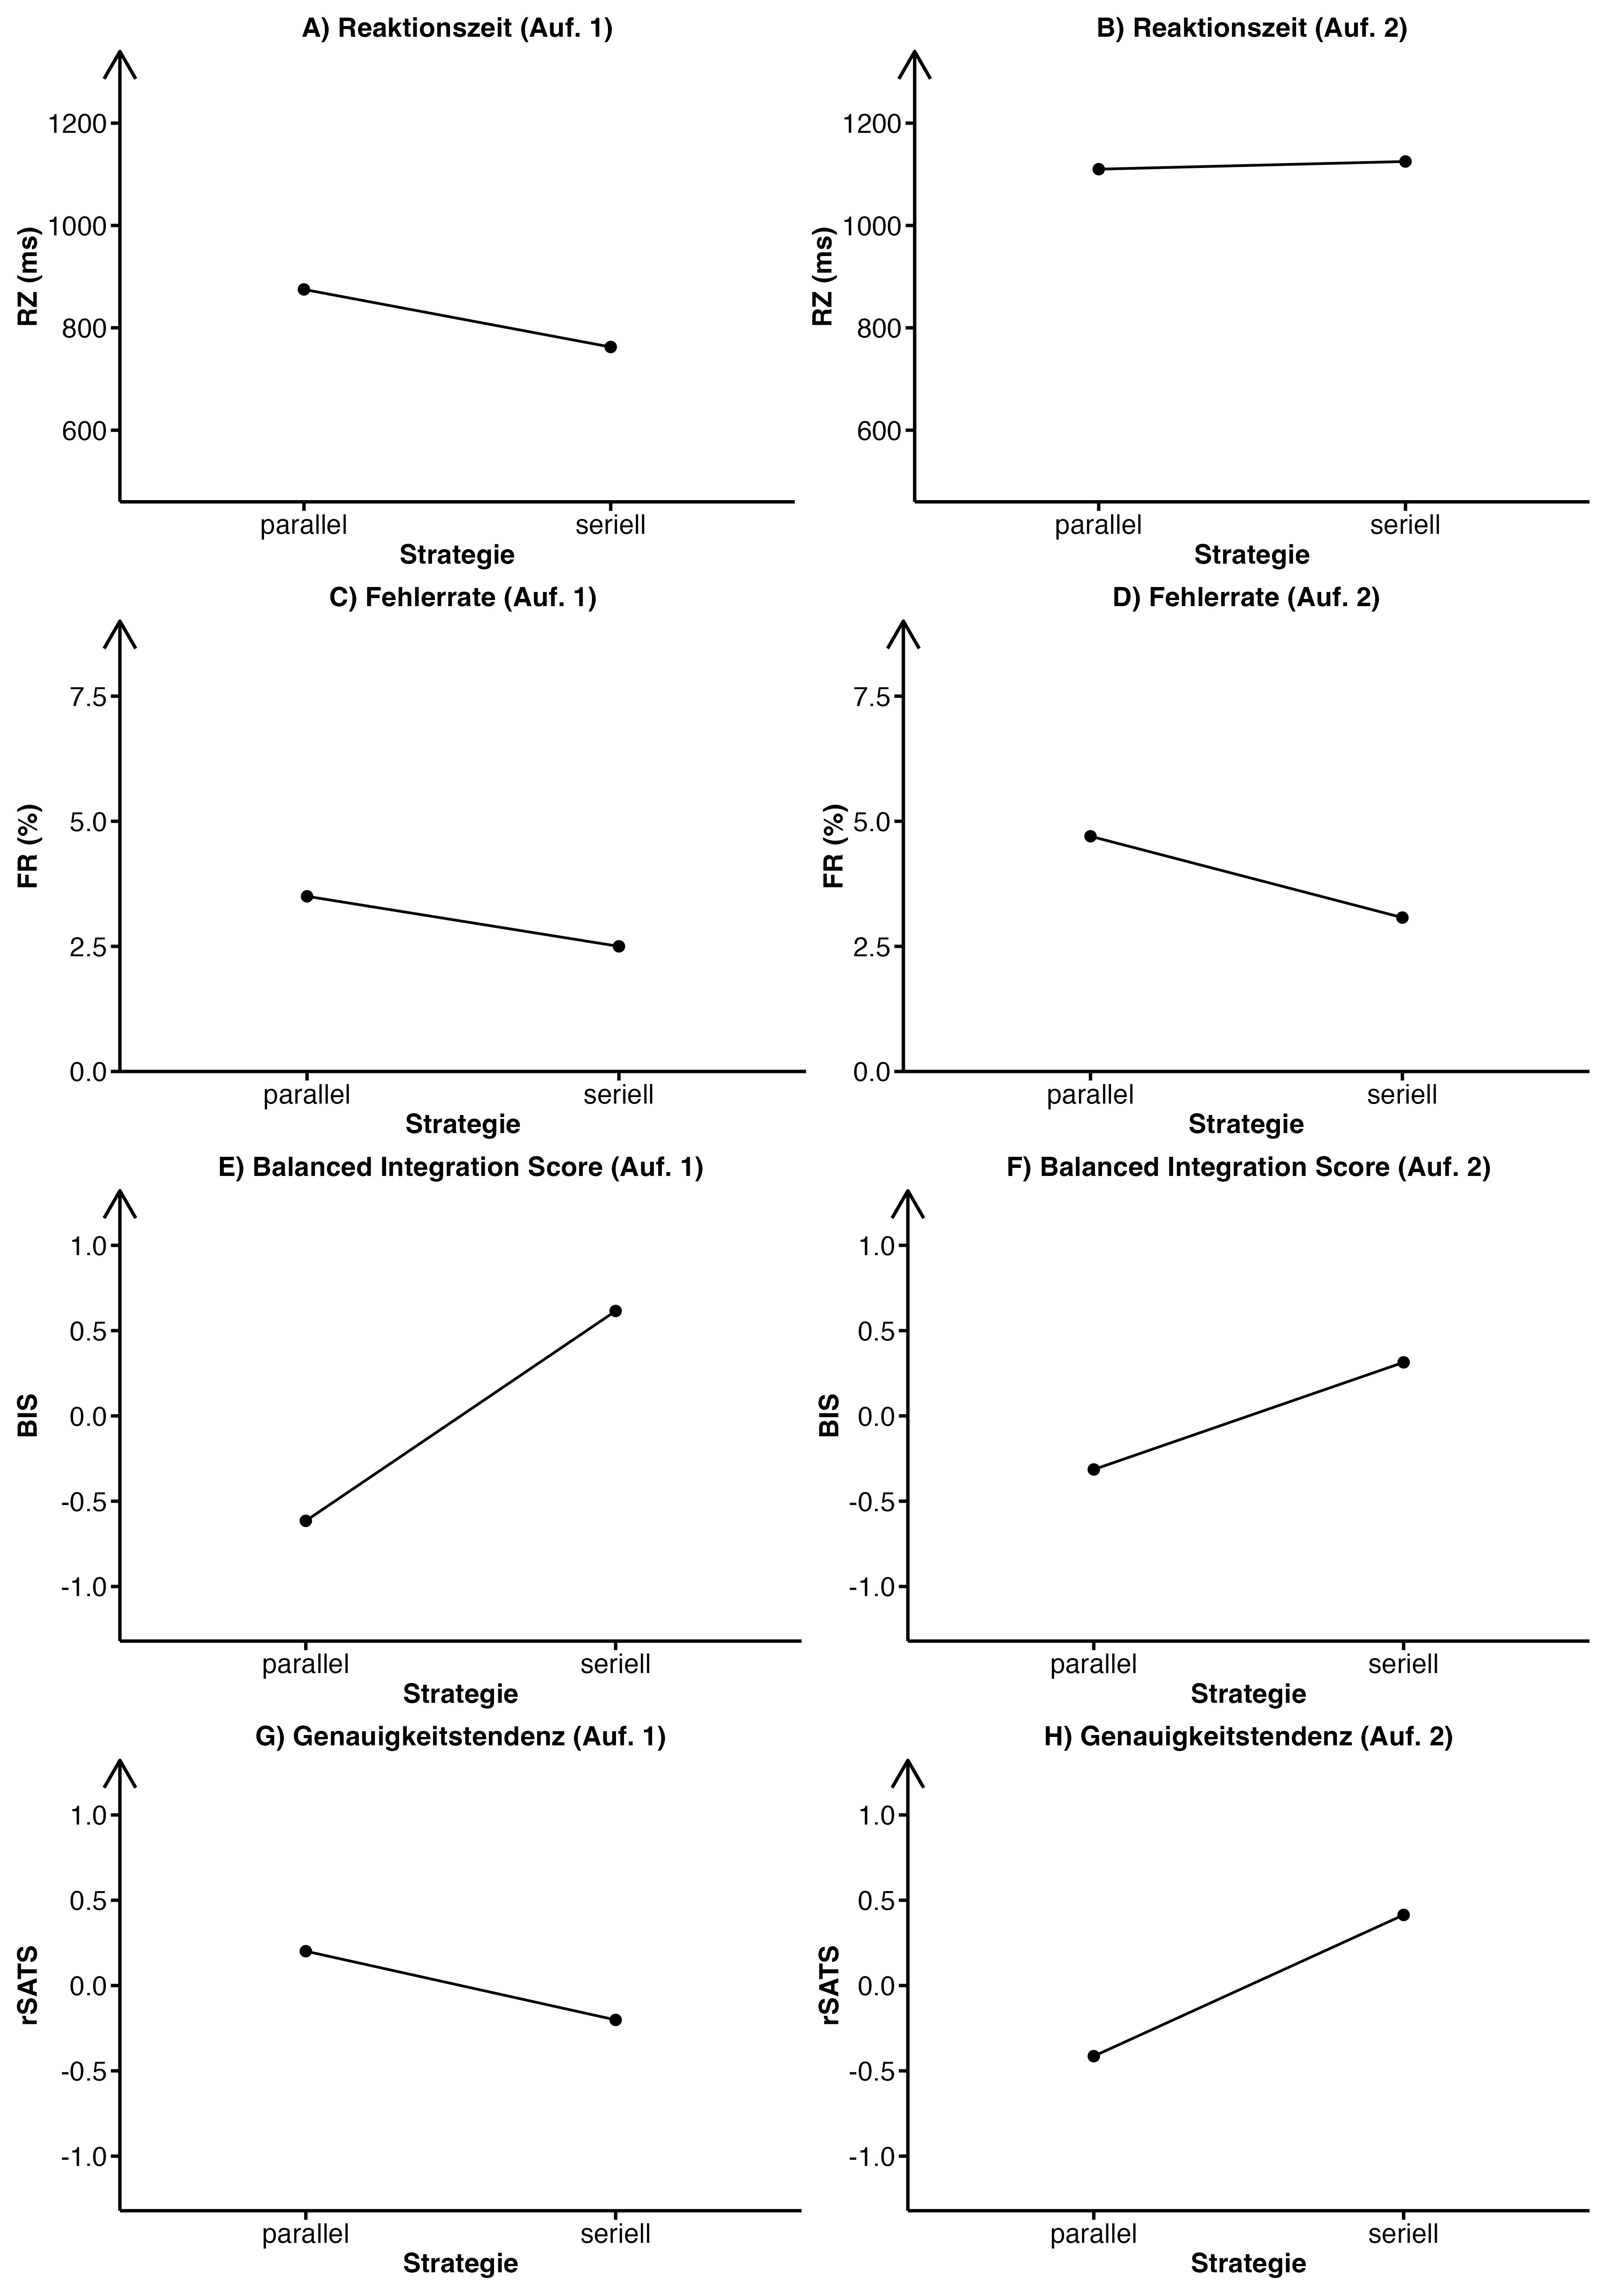 A) Reaktionszeit (Auf. 1)
RZ (ms)
1200
1000
800
600
parallel seriell
Strategie
B) Reaktionszeit (Auf. 2)
RZ (ms)
1200
1000
800
600
parallel seriell
Strategie
C) Fehlerrate (Auf. 1)
FR (%)
7.5
5.0
2.5
0.0
parallel seriell
Strategie
D) Fehlerrate (Auf. 2)
FR (%)
7.5
5.0
2.5
0.0
parallel seriell
Strategie
E) Balanced Integration Score (Auf. 1)
BIS
1.0
0.5
0.0
-0.5
-1.0
parallel seriell
Strategie
F) Balanced Integration Score (Auf. 2)
BIS
1.0
0.5
0.0
-0.5
-1.0
parallel seriell
Strategie
G) Genauigkeitstendenz (Auf. 1)
rSATS
1.0
0.5
0.0
-0.5
-1.0
parallel seriell
Strategie
H) Genauigkeitstendenz (Auf. 2)
rSATS
1.0
0.5
0.0
-0.5
-1.0
parallel seriell
Strategie